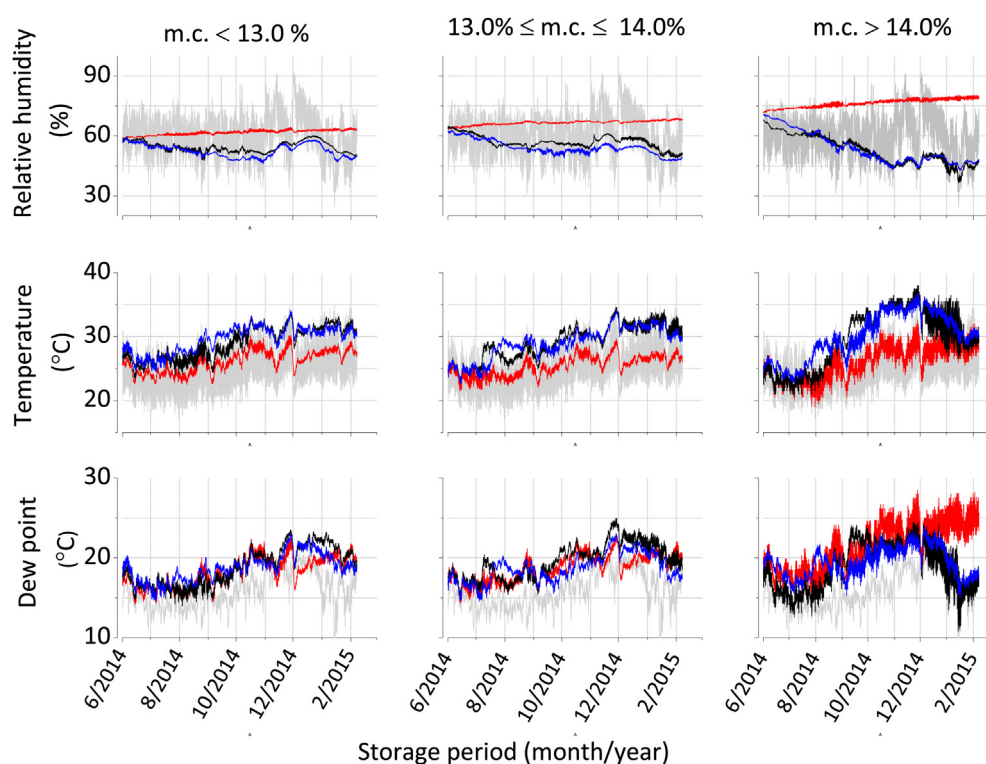 m.c. < 13.0 %
13.0% ≤ m.c. ≤ 14.0%
m.c. > 14.0%
Relative humidity
(%)
90
60
30
Temperature
(°C)
40
30
20
Dew point
(°C)
30
20
10
6/2014
8/2014
10/2014
12/2014
2/2015
6/2014
8/2014
10/2014
12/2014
2/2015
6/2014
8/2014
10/2014
12/2014
2/2015
Storage period (month/year)